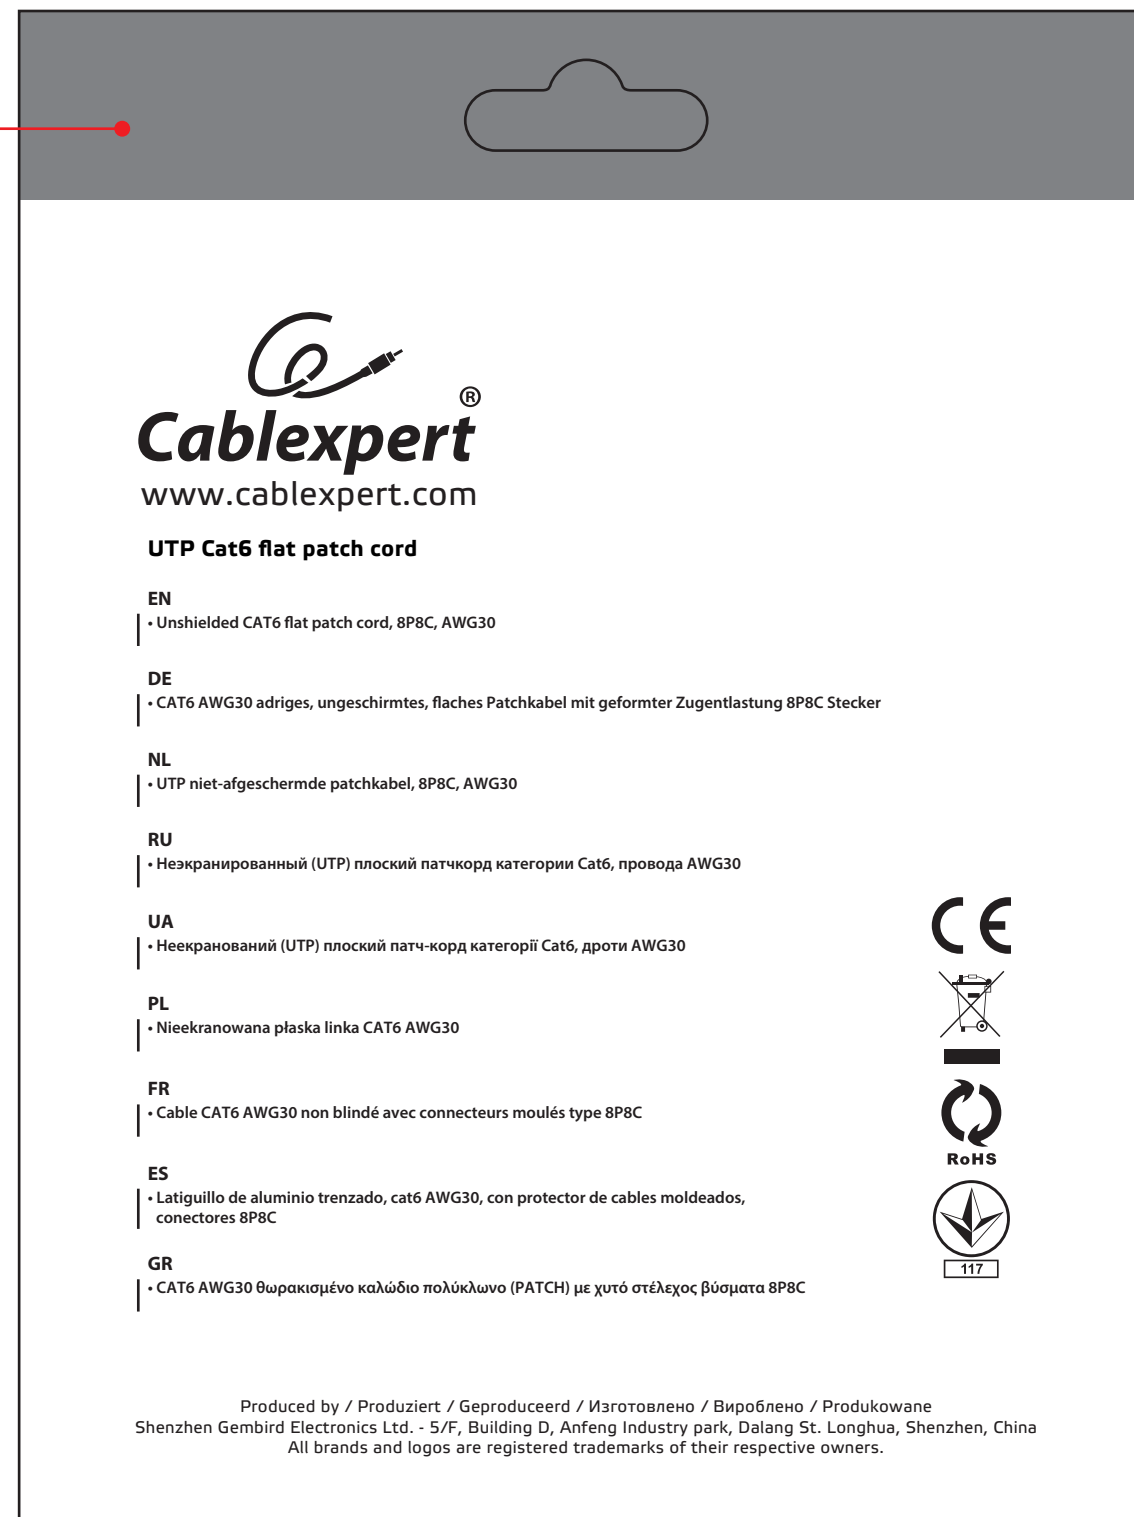 Cablexpert®
www.cablexpert.com
UTP Cat6 flat patch cord
EN
• Unshielded CAT6 flat patch cord, 8P8C, AWG30
DE
• CAT6 AWG30 adriges, ungeschirmtes, flaches Patchkabel mit geformter Zugentlastung 8P8C Stecker
NL
• UTP niet-afgeschermde patchkabel, 8P8C, AWG30
RU
• Неэкранированный (UTP) плоский патчкорд категории Cat6, провода AWG30
UA
• Неекранований (UTP) плоский патч-корд категорії Cat6, дроти AWG30
PL
• Nieekranowana płaska linka CAT6 AWG30
FR
• Cable CAT6 AWG30 non blindé avec connecteurs moulés type 8P8C
ES
• Latiguillo de aluminio trenzado, cat6 AWG30, con protector de cables moldeados,
conectores 8P8C
GR
• CAT6 AWG30 θωρακισμένο καλώδιο πολύκλωνο (PATCH) με χυτό στέλεχος βύσματα 8P8C
CE
RoHS
117
Produced by / Produziert / Geproduceerd / Изготовлено / Вироблено / Produkowane
Shenzhen Gembird Electronics Ltd. - 5/F, Building D, Anfeng Industry park, Dalang St. Longhua, Shenzhen, China
All brands and logos are registered trademarks of their respective owners.